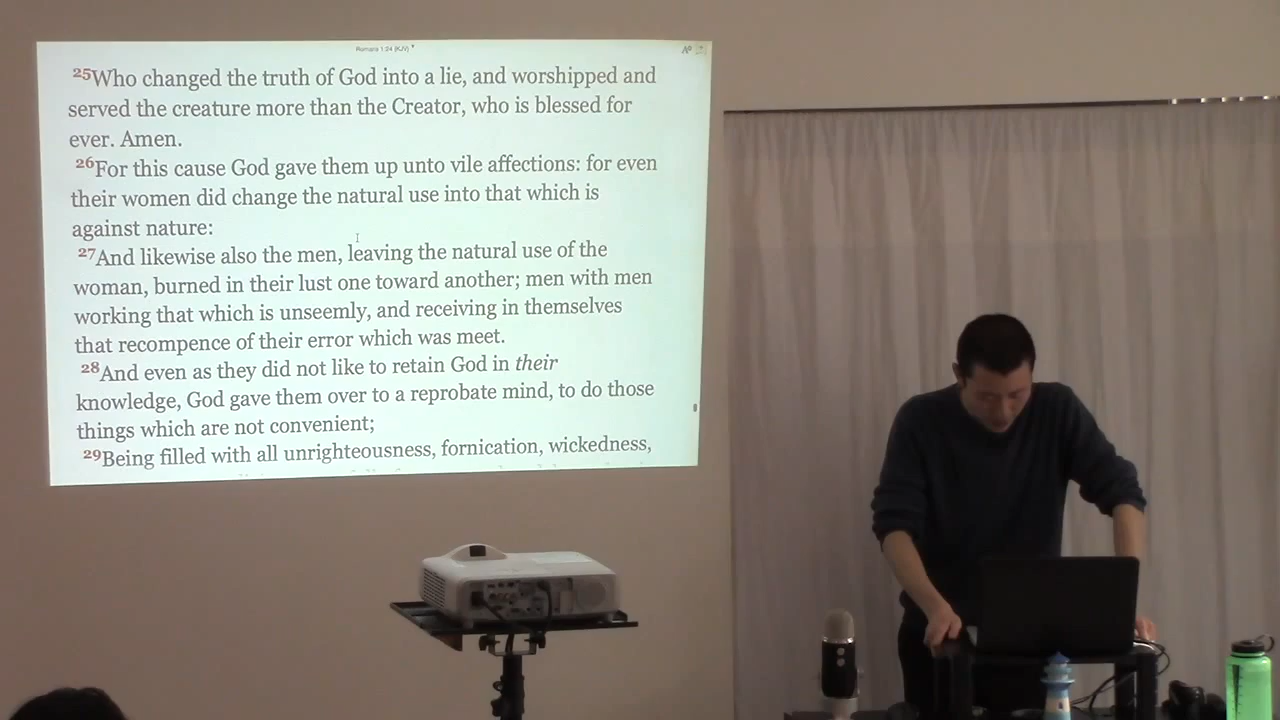 Romans 1:24 (KJV)
25Who changed the truth of God into a lie, and worshipped and
served the creature more than the Creator, who is blessed for
ever. Amen.
26For this cause God gave them up unto vile affections: for even
their women did change the natural use into that which is
against nature:
27And likewise also the men, leaving the natural use of the
woman, burned in their lust one toward another; men with men
working that which is unseemly, and receiving in themselves
that recompence of their error which was meet.
28And even as they did not like to retain God in their
knowledge, God gave them over to a reprobate mind, to do those
things which are not convenient;
29Being filled with all unrighteousness, fornication, wickedness,